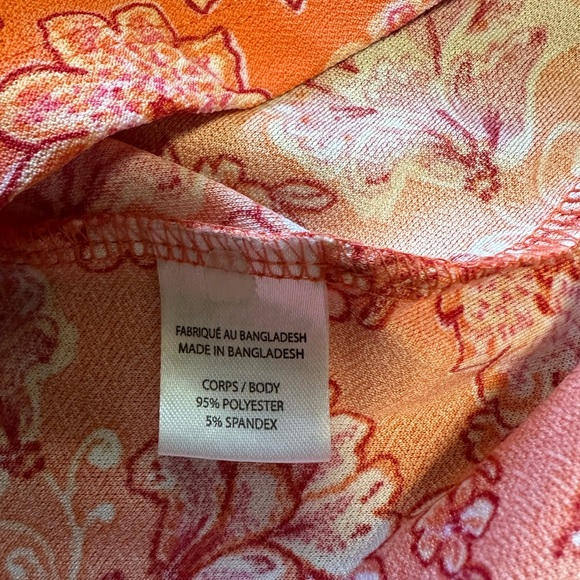 FABRIQUÉ AU BANGLADESH
MADE IN BANGLADESH
CORPS / BODY
95% POLYESTER
5% SPANDEX